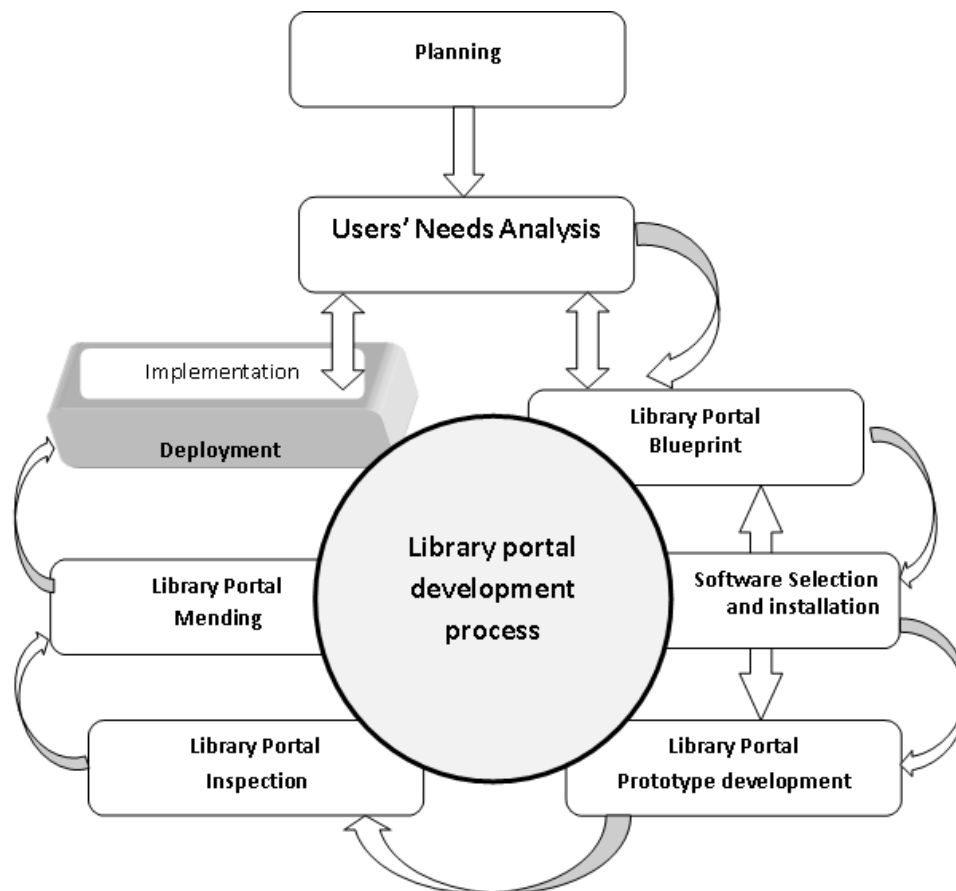 Planning
Users’ Needs Analysis
Implementation
Deployment
Library Portal
Blueprint
Library portal
development
process
Software Selection
and installation
Library Portal
Prototype development
Library Portal
Inspection
Library Portal
Mending